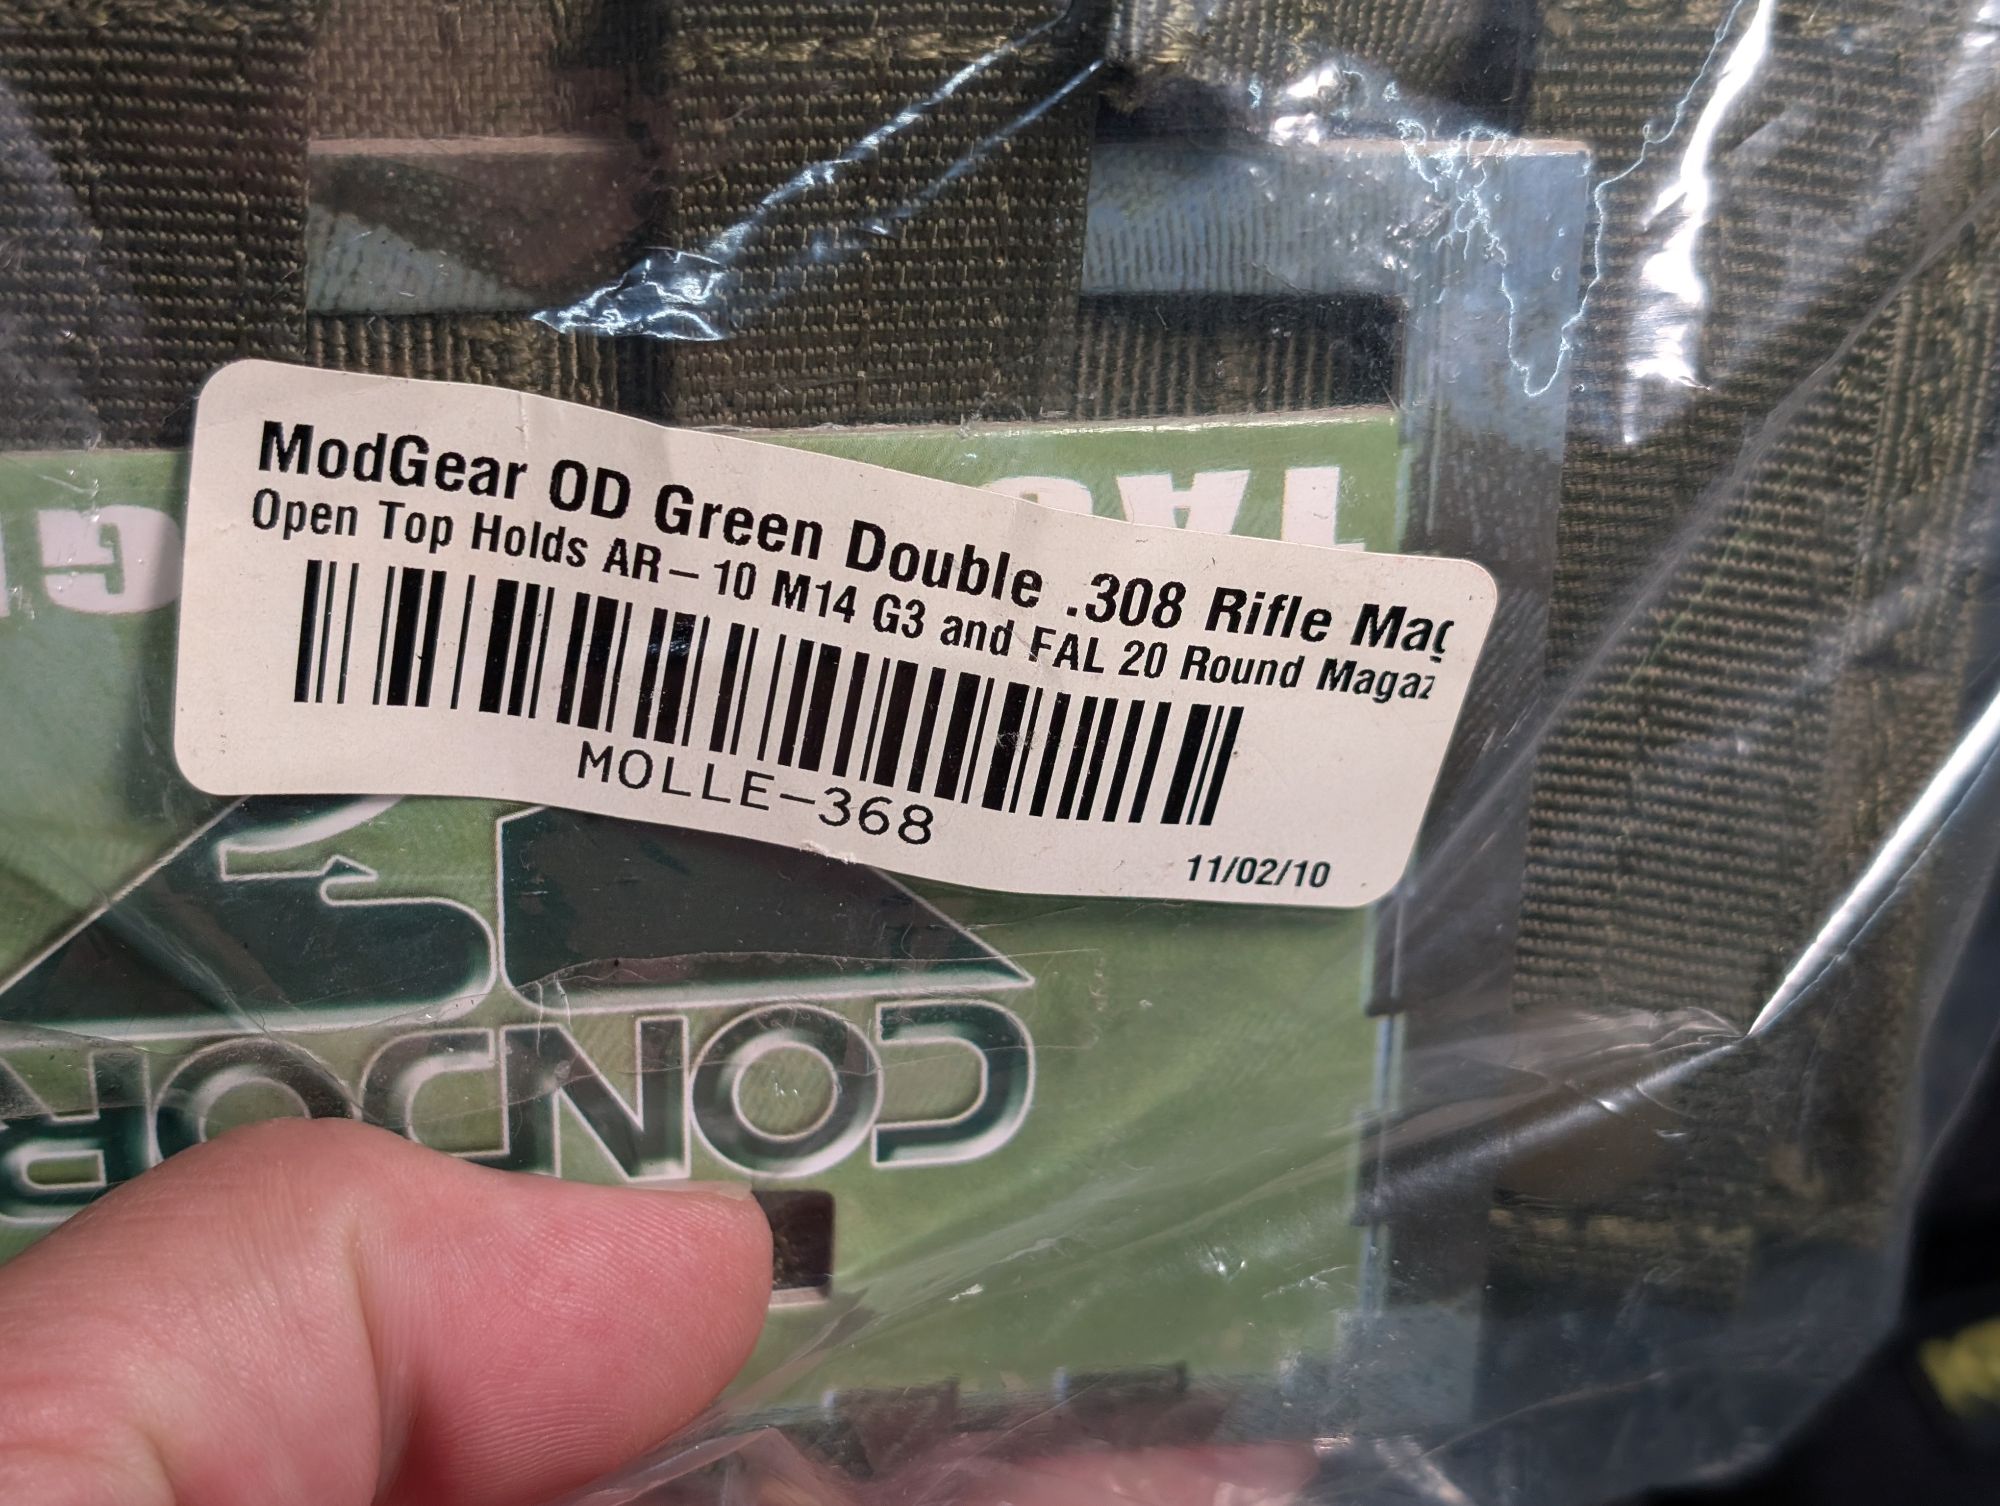 ModGear OD Green Double .308 Rifle Mag
Open Top Holds AR-10 M14 G3 and FAL 20 Round Magaz
MOLLE-368
11/02/10
CONDOR